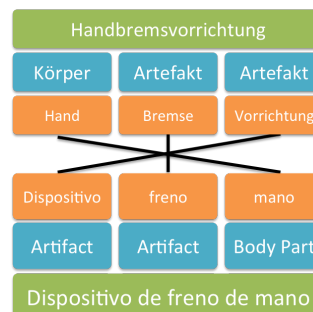 Handbremsvorrichtung
Körper Artefakt Artefakt
Hand Bremse Vorrichtung
Dispositivo freno mano
Artifact Artifact Body Part
Dispositivo de freno de mano